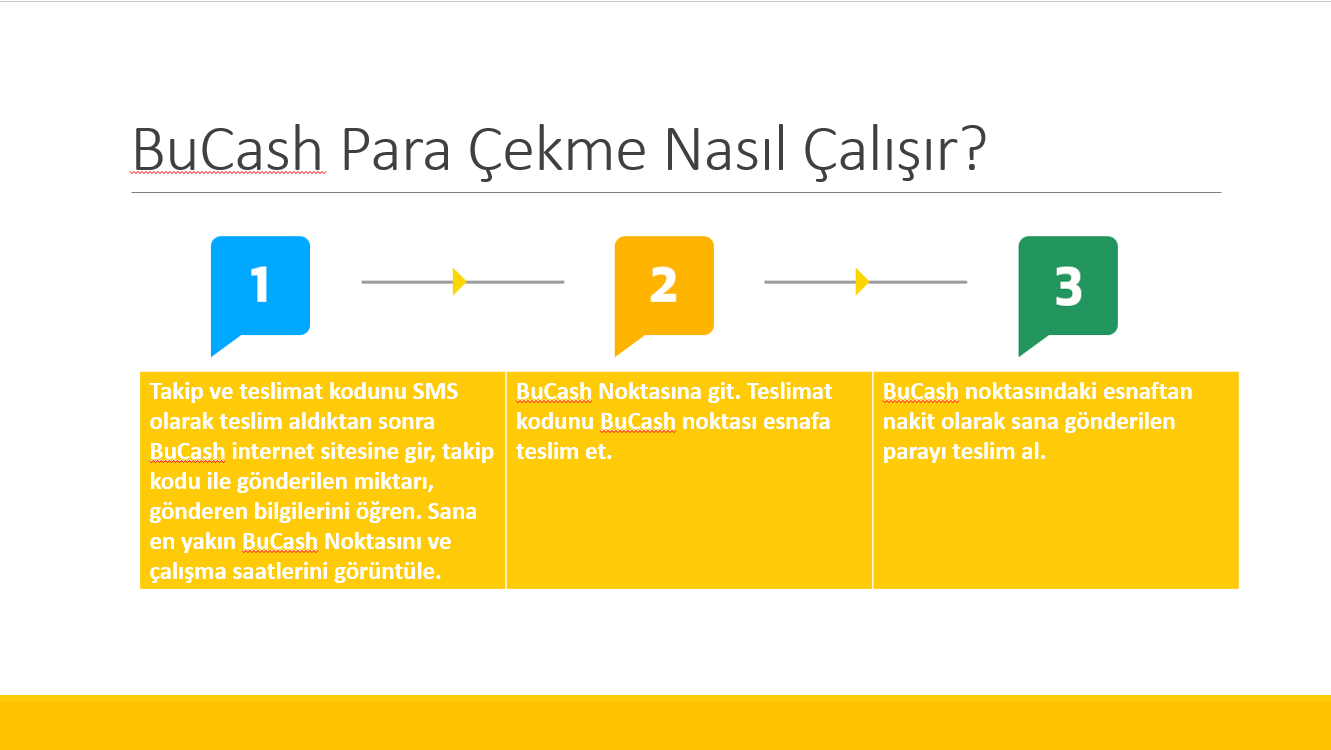 BuCash Para Çekme Nasıl Çalışır?
1
2
3
Takip ve teslimat kodunu SMS
olarak teslim aldıktan sonra
BuCash internet sitesine gir, takip
kodu ile gönderilen miktarı,
gönderen bilgilerini öğren. Sana
en yakın BuCash Noktasını ve
çalışma saatlerini görüntüle.
BuCash Noktasına git. Teslimat
kodunu BuCash noktası esnafa
teslim et.
BuCash noktasındaki esnaftan
nakit olarak sana gönderilen
parayı teslim al.